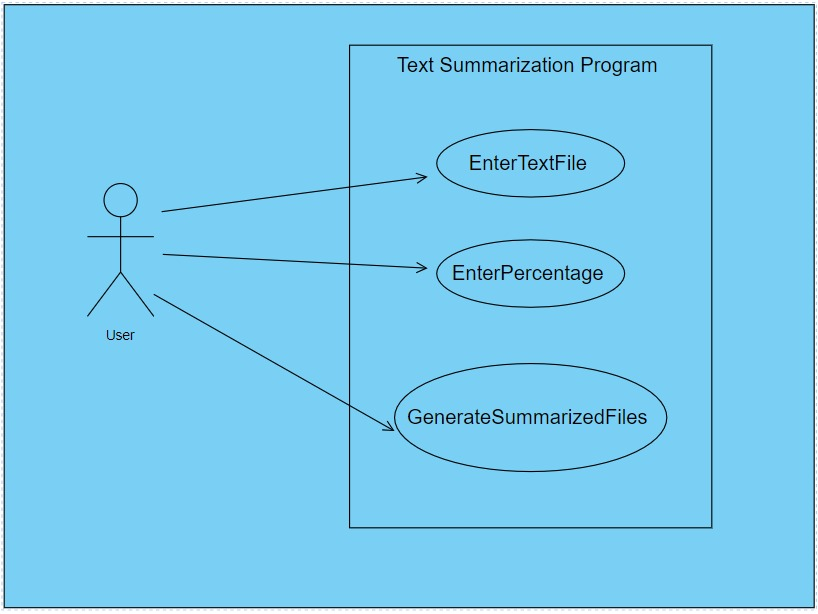 Text Summarization Program
EnterTextFile
EnterPercentage
User
GenerateSummarizedFiles